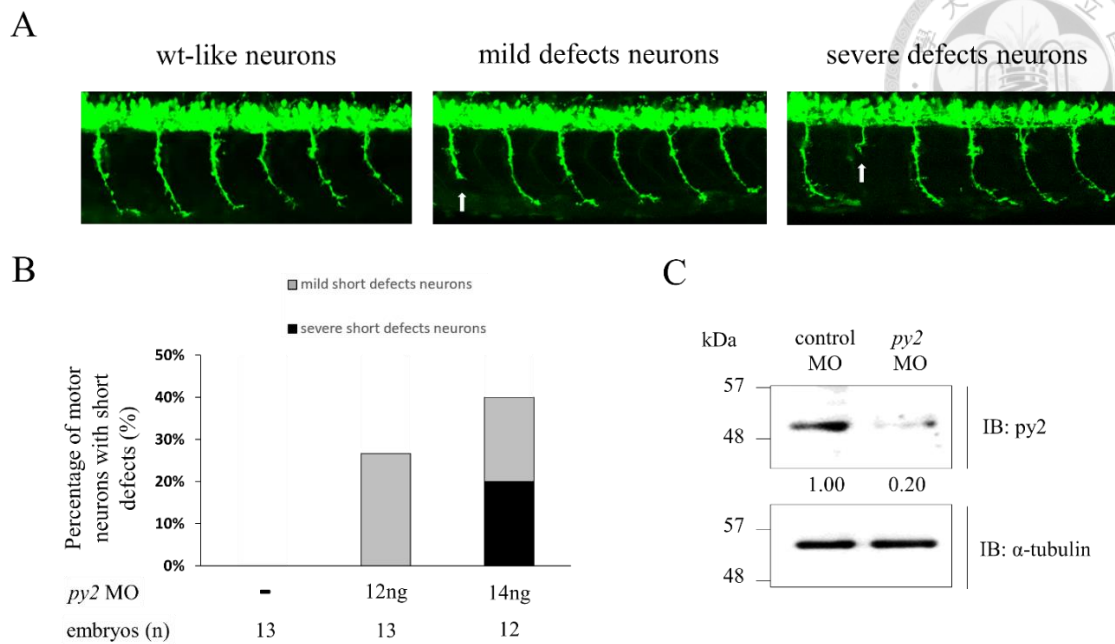 A
wt-like neurons
mild defects neurons
severe defects neurons
B
mild short defects neurons
severe short defects neurons
Percentage of motor
neurons with short
defects (%)
50%
40%
30%
20%
10%
0%
py2 MO
-
12ng
14ng
embryos (n)
13
13
12
C
kDa
control
MO
py2
MO
57
48
IB: py2
1.00
0.20
57
48
IB: α-tubulin